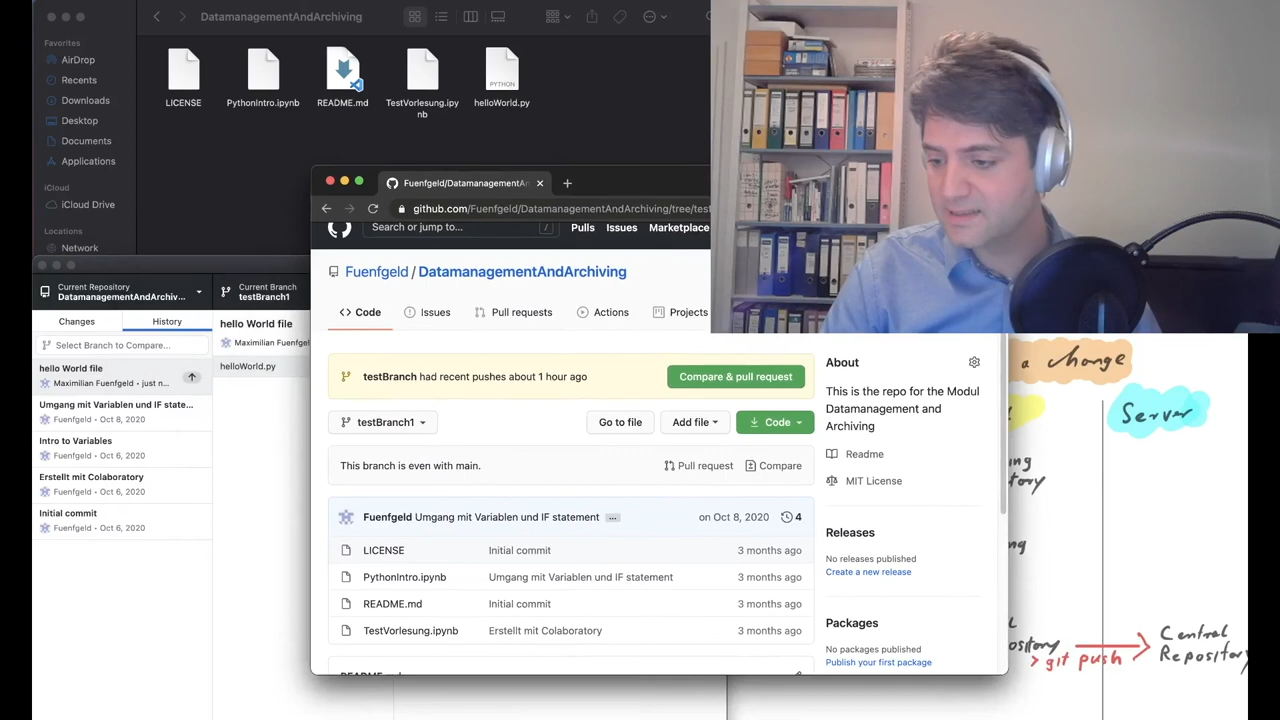 DatamanagementAndArchiving
Favorites
AirDrop
Recents
Downloads
Desktop
Documents
Applications
iCloud
iCloud Drive
Locations
Network
LICENSE
PythonIntro.ipynb
README.md
TestVorlesung.ipy
nb
PYTHON
helloWorld.py
Current Repository
DatamanagementAndArchiv...
Current Branch
testBranch1
Changes
History
Select Branch to Compare...
hello World file
Maximilian Fuenfgeld • just n...
Umgang mit Variablen und IF state...
Fuenfgeld • Oct 8, 2020
Intro to Variables
Fuenfgeld • Oct 6, 2020
Erstellt mit Colaboratory
Fuenfgeld • Oct 6, 2020
Initial commit
Fuenfgeld • Oct 6, 2020
hello World file
Maximilian Fuenfgel
helloWorld.py
Fuenfgeld/DatamanagementAn
github.com/Fuenfgeld/DatamanagementAndArchiving/tree/test
Search or jump to...
/
Pulls
Issues
Marketplace
Fuenfgeld / DatamanagementAndArchiving
<> Code
Issues
Pull requests
Actions
Projects
testBranch had recent pushes about 1 hour ago
Compare & pull request
testBranch1
Go to file
Add file
Code
This branch is even with main.
Pull request
Compare
Fuenfgeld Umgang mit Variablen und IF statement ...
on Oct 8, 2020
4
LICENSE Initial commit 3 months ago
PythonIntro.ipynb Umgang mit Variablen und IF statement 3 months ago
README.md Initial commit 3 months ago
TestVorlesung.ipynb Erstellt mit Colaboratory 3 months ago
About
This is the repo for the Modul
Datamanagement and
Archiving
Readme
MIT License
Releases
No releases published
Create a new release
Packages
No packages published
Publish your first package
a change
Server
> git push
Central
Repository